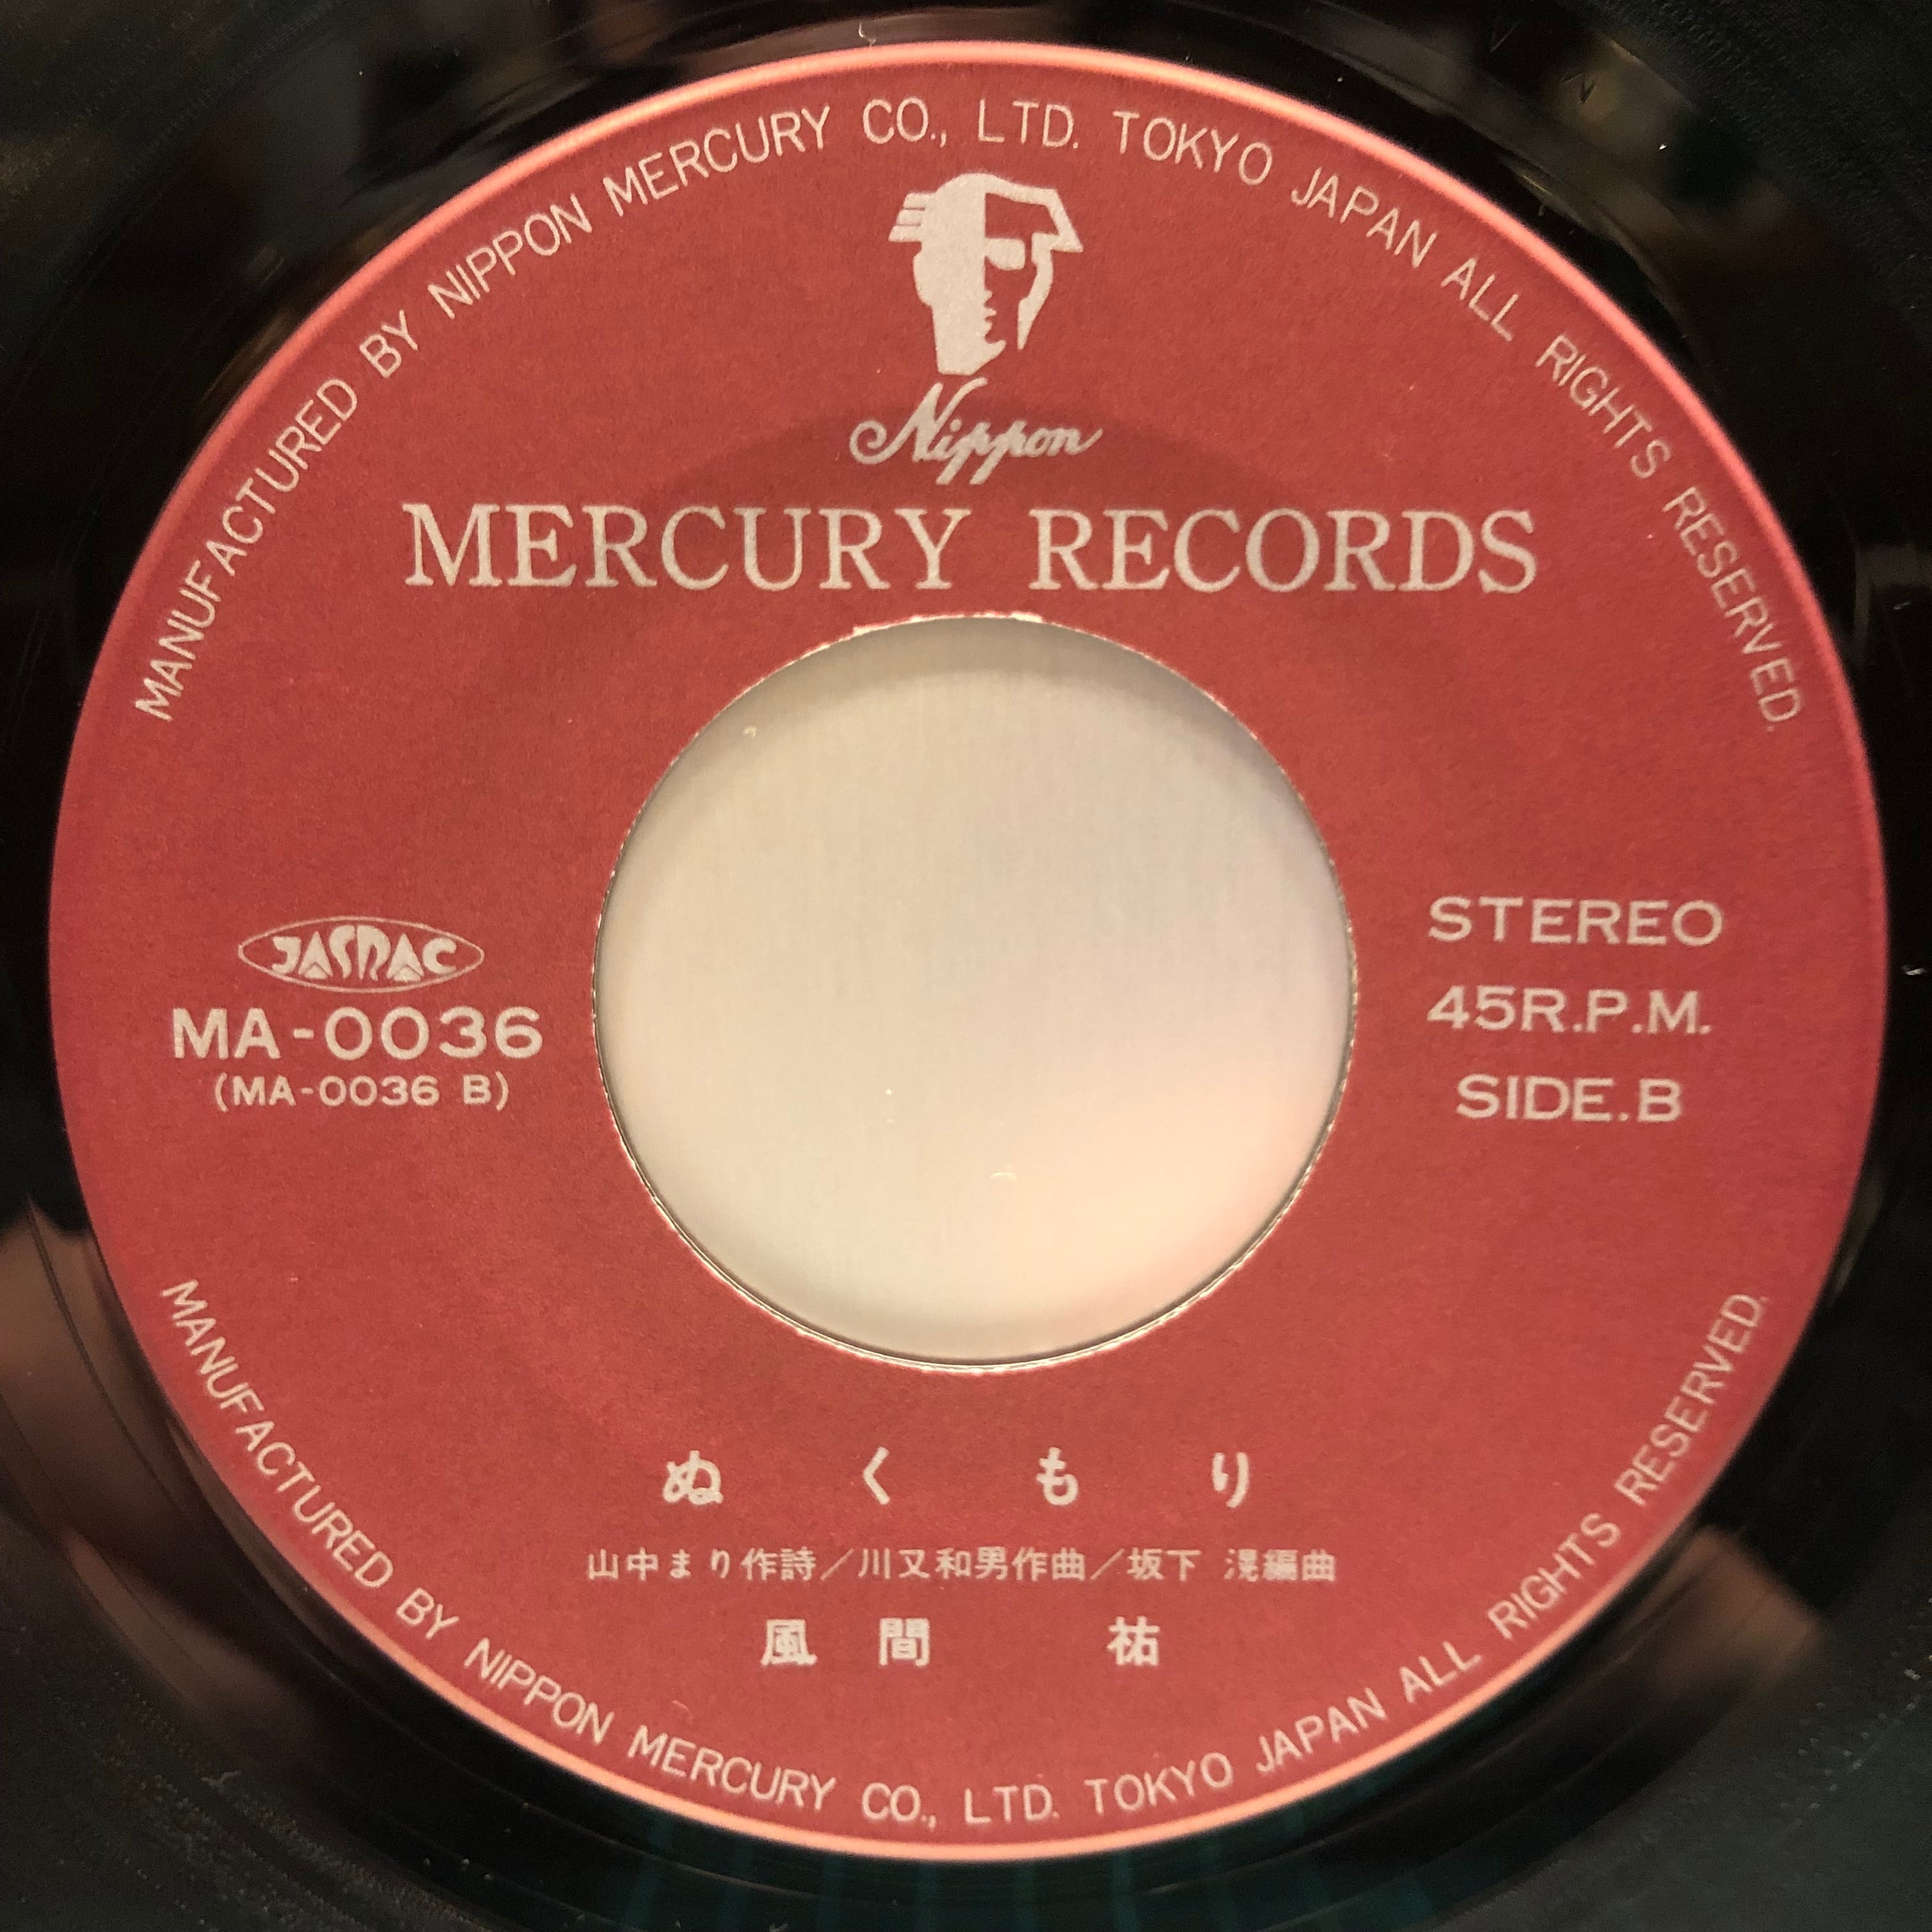 MANUFACTURED BY NIPPON MERCURY CO., LTD. TOKYO JAPAN ALL RIGHTS RESERVED.
Nippon
MERCURY RECORDS
JASRAC
MA-0036
(MA-0036 B)
STEREO
45R.P.M.
SIDE.B
ぬくもり
山中まり作詩／川又和男作曲／坂下 滉編曲
風間 祐
MANUFACTURED BY NIPPON MERCURY CO., LTD. TOKYO JAPAN ALL RIGHTS RESERVED.